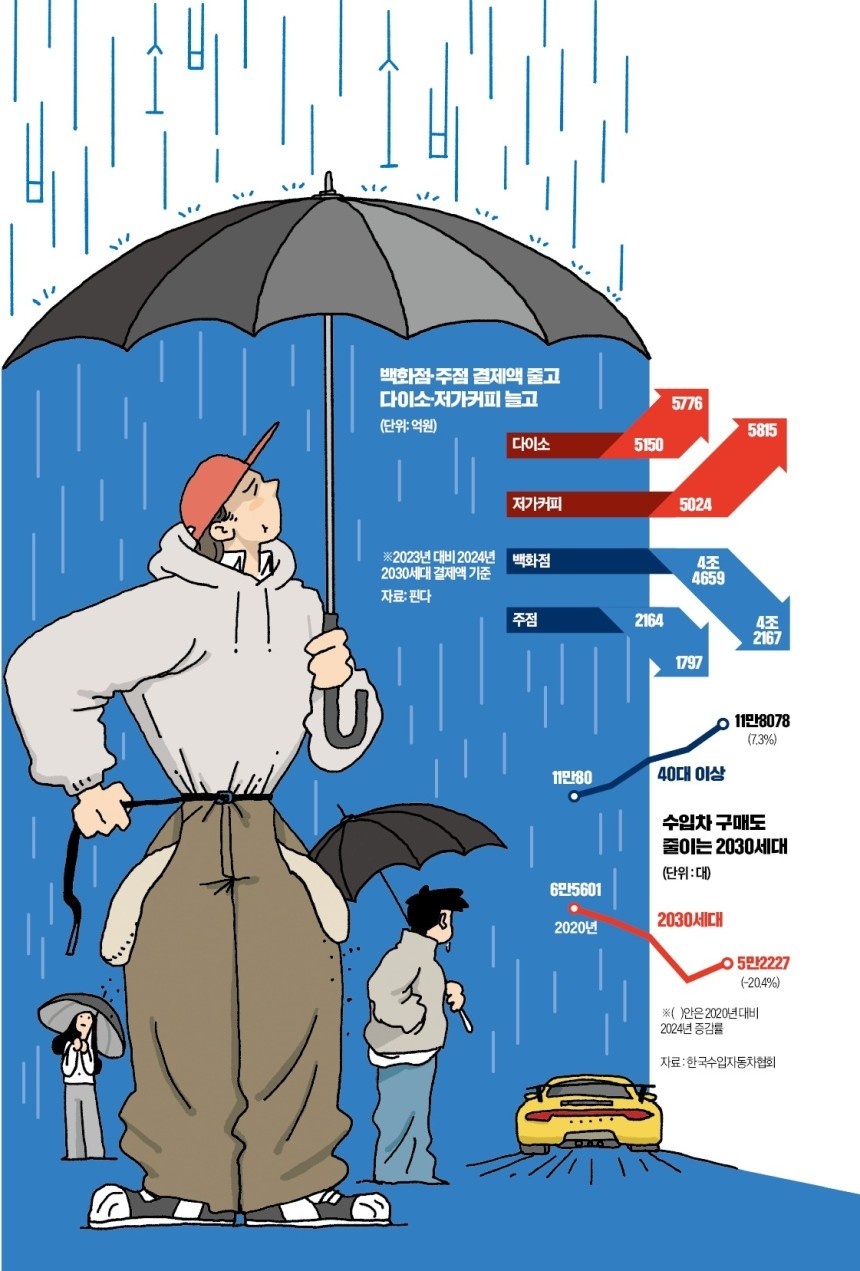 소비
소비
백화점·주점 결제액 줄고
다이소·저가커피 늘고
(단위: 억원)
다이소
5150
5776
저가커피
5024
5815
※2023년 대비 2024년
2030세대 결제액 기준
자료: 핀다
백화점
4조
4659
4조
2167
주점
2164
1797
11만80
11만8078
(7.3%)
40대 이상
수입차 구매도
줄이는 2030세대
(단위 : 대)
6만5601
2020년
2030세대
5만2227
(-20.4%)
※( )안은 2020년 대비
2024년 증감률
자료 : 한국수입자동차협회